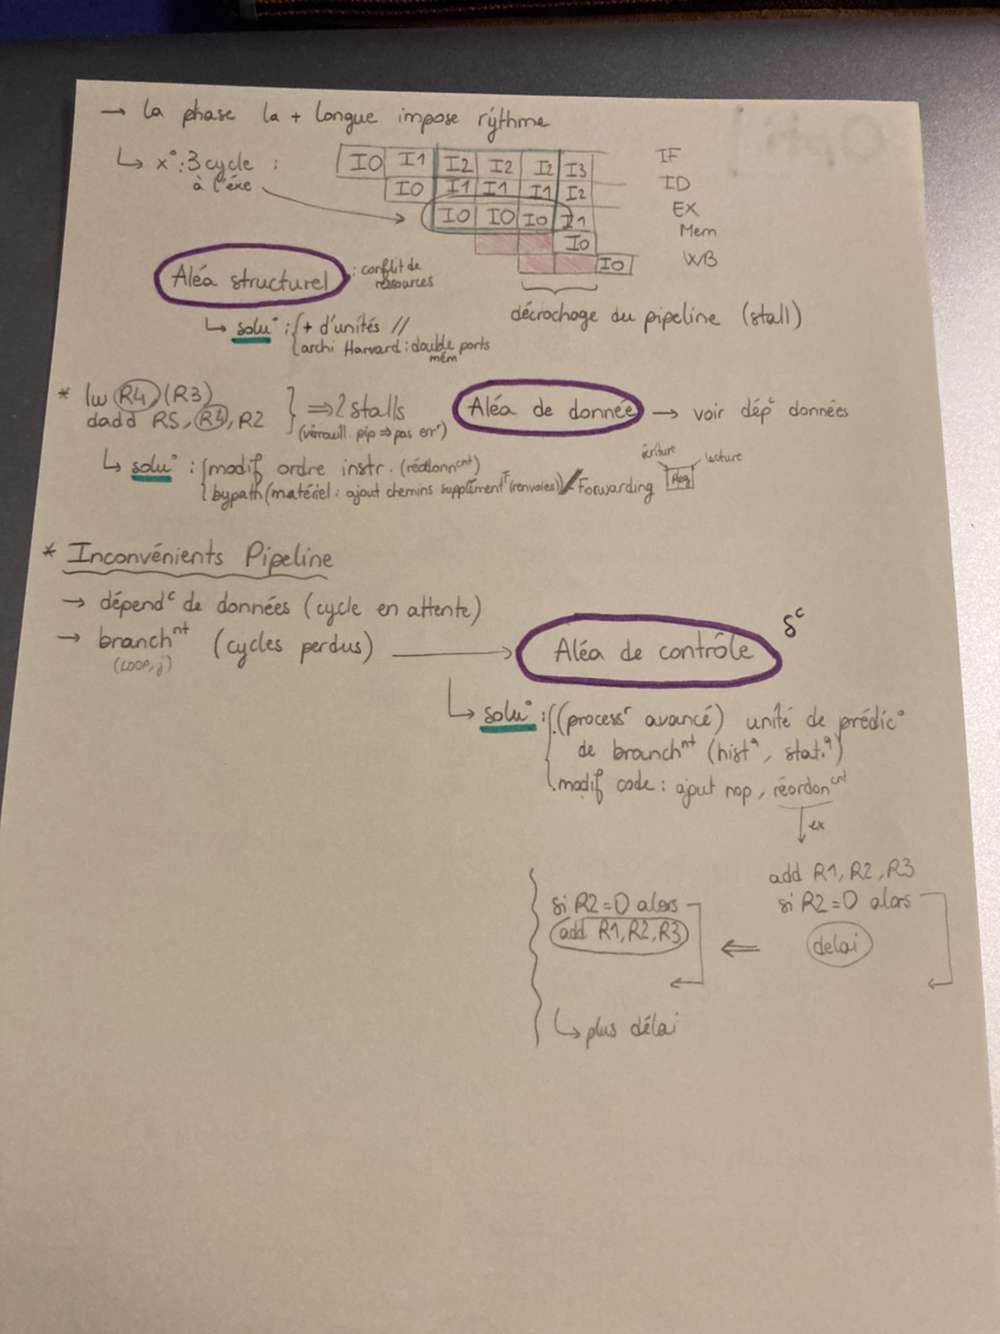 → la phase la + longue impose rythme
↳ x° : 3 cycle :
à l'éxe
I0 I1 I2 I2 I2 I3 IF
I0 I1 I1 I1 I2 ID
I0 I0 I0 I1 EX
I0 Mem
I0 WB
Aléa structurel : conflit de
ressources
décrochage du pipeline (stall)
↳ solu° : { + d'unités //
archi Harvard : double ports
mém
* lw R4, (R3)
dadd R5, R4, R2
} ⇒ 2 stalls
(vérouill. pip ⇒ pas err^r)
Aléa de donnée → voir dép^c données
↳ solu° : { modif ordre instr. (réodonn^cnt)
bypath (matériel : ajout chemins supplément^r (renvoies) // Forwarding
écriture lecture
Reg
* Inconvénients Pipeline
→ dépend^c de données (cycle en attente)
→ branch^nt (cycles perdus) → Aléa de contrôle δ^c
(LOOP, j)
↳ solu° : { (process^r avancé) unité de prédic°
de branch^nt (hist^q, stat.^q)
modif code : ajout nop, réordon^cnt
↓ ex
add R1, R2, R3
si R2=0 alors
delai
⇐
si R2=0 alors
add R1, R2, R3
↳ plus délai